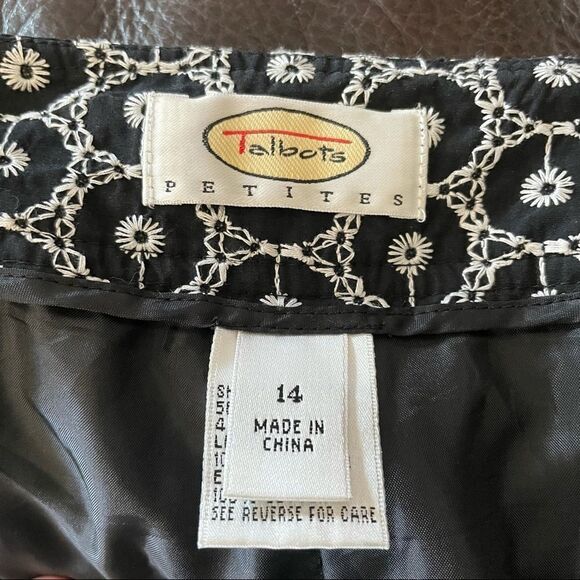 Talbots
PETITES
14
MADE IN
CHINA
SEE REVERSE FOR CARE